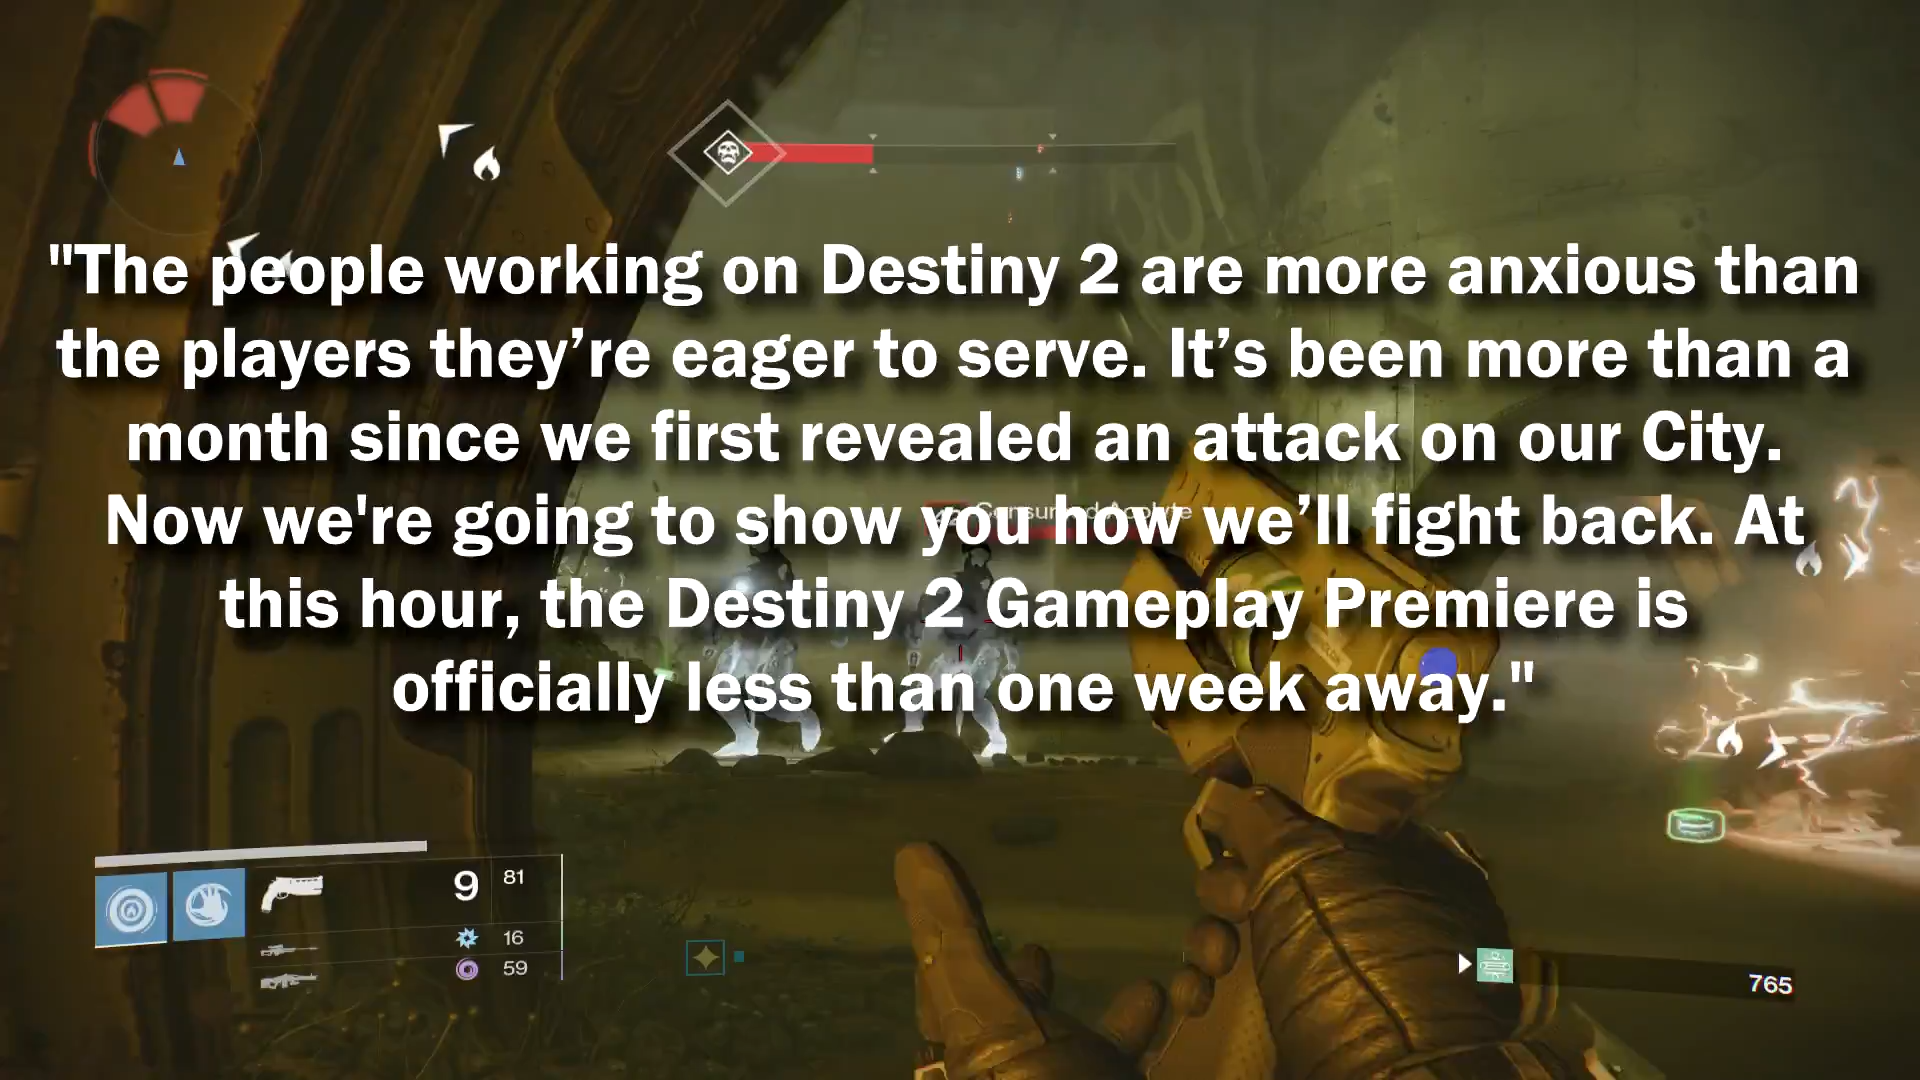 "The people working on Destiny 2 are more anxious than
the players they’re eager to serve. It’s been more than a
month since we first revealed an attack on our City.
Now we're going to show you how we’ll fight back. At
this hour, the Destiny 2 Gameplay Premiere is
officially less than one week away."
9 81
16
59
765